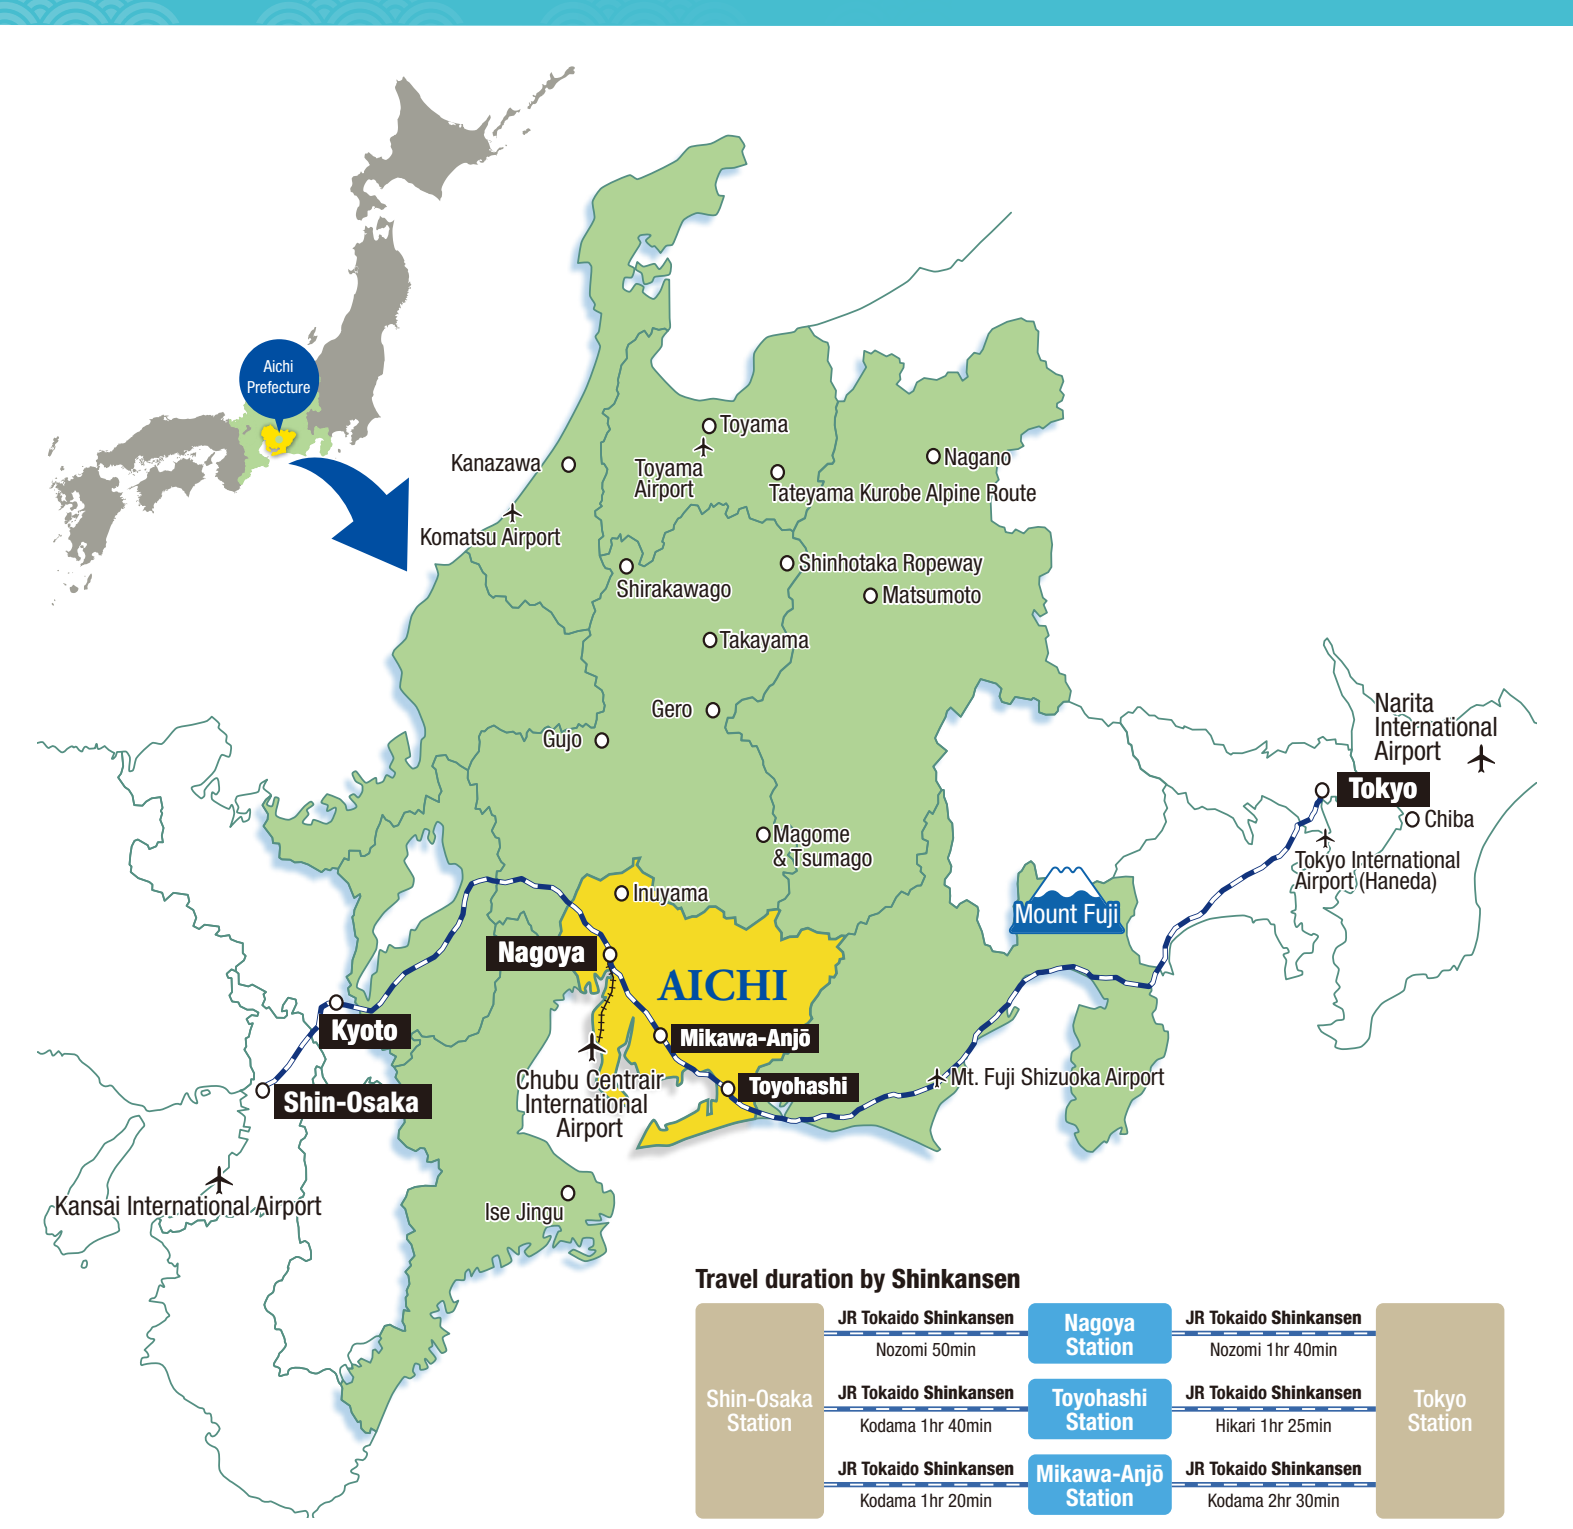 Aichi
Prefecture
Toyama
Toyama
Airport
Kanazawa
Komatsu Airport
Nagano
Tateyama Kurobe Alpine Route
Shirakawago
Shinhotaka Ropeway
Matsumoto
Takayama
Gero
Gujo
Magome
& Tsumago
Narita
International
Airport
Tokyo
Chiba
Tokyo International
Airport (Haneda)
Mount Fuji
Inuyama
Nagoya
AICHI
Kyoto
Mikawa-Anjō
Shin-Osaka
Toyohashi
Chubu Centrair
International
Airport
Mt. Fuji Shizuoka Airport
Kansai International Airport
Ise Jingu
Travel duration by Shinkansen
Shin-Osaka
Station
JR Tokaido Shinkansen
Nozomi 50min
Nagoya
Station
JR Tokaido Shinkansen
Nozomi 1hr 40min
JR Tokaido Shinkansen
Kodama 1hr 40min
Toyohashi
Station
JR Tokaido Shinkansen
Hikari 1hr 25min
JR Tokaido Shinkansen
Kodama 1hr 20min
Mikawa-Anjō
Station
JR Tokaido Shinkansen
Kodama 2hr 30min
Tokyo
Station